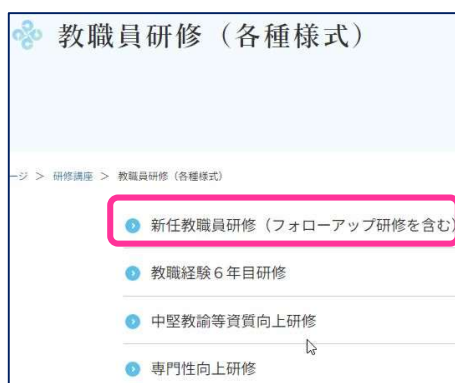 教職員研修（各種様式）
ージ ＞ 研修講座 ＞ 教職員研修（各種様式）
新任教職員研修（フォローアップ研修を含む）
教職経験６年目研修
中堅教諭等資質向上研修
専門性向上研修